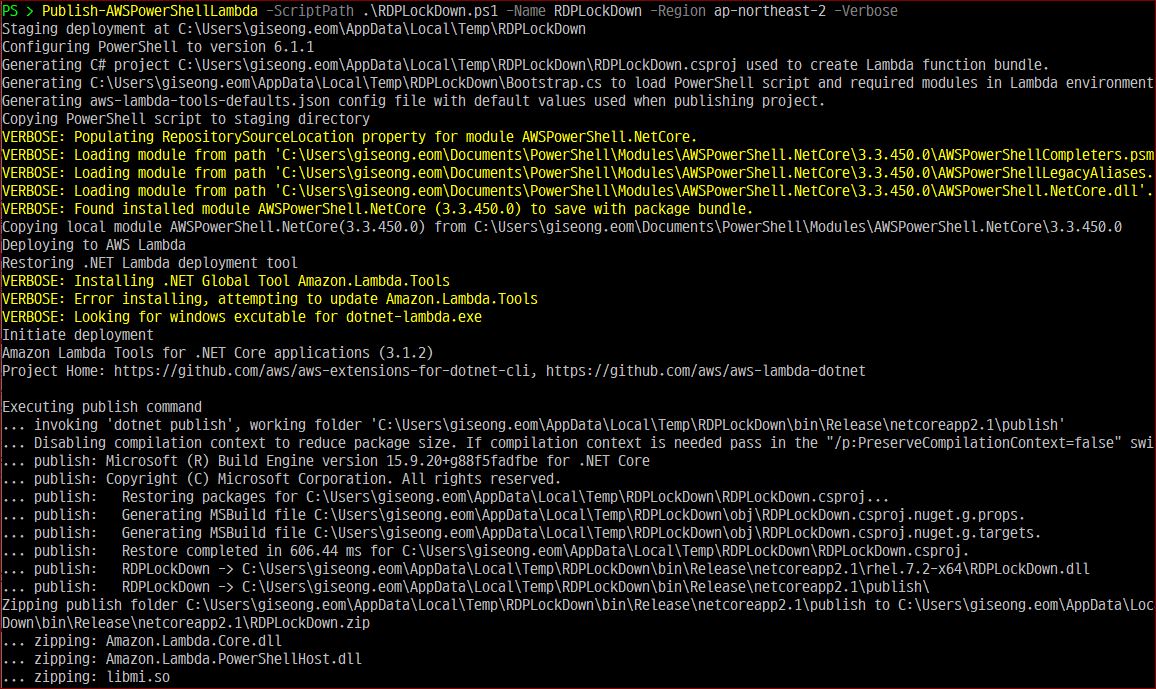 PS > Publish-AWSPowerShellLambda -ScriptPath .\RDPLockDown.ps1 -Name RDPLockDown -Region ap-northeast-2 -Verbose
Staging deployment at C:\Users\giseong.eom\AppData\Local\Temp\RDPLockDown
Configuring PowerShell to version 6.1.1
Generating C# project C:\Users\giseong.eom\AppData\Local\Temp\RDPLockDown\RDPLockDown.csproj used to create Lambda function bundle.
Generating C:\Users\giseong.eom\AppData\Local\Temp\RDPLockDown\Bootstrap.cs to load PowerShell script and required modules in Lambda environment
Generating aws-lambda-tools-defaults.json config file with default values used when publishing project.
Copying PowerShell script to staging directory
VERBOSE: Populating RepositorySourceLocation property for module AWSPowerShell.NetCore.
VERBOSE: Loading module from path 'C:\Users\giseong.eom\Documents\PowerShell\Modules\AWSPowerShell.NetCore\3.3.450.0\AWSPowerShellCompleters.psm
VERBOSE: Loading module from path 'C:\Users\giseong.eom\Documents\PowerShell\Modules\AWSPowerShell.NetCore\3.3.450.0\AWSPowerShellLegacyAliases.
VERBOSE: Loading module from path 'C:\Users\giseong.eom\Documents\PowerShell\Modules\AWSPowerShell.NetCore\3.3.450.0\AWSPowerShell.NetCore.dll'.
VERBOSE: Found installed module AWSPowerShell.NetCore (3.3.450.0) to save with package bundle.
Copying local module AWSPowerShell.NetCore(3.3.450.0) from C:\Users\giseong.eom\Documents\PowerShell\Modules\AWSPowerShell.NetCore\3.3.450.0
Deploying to AWS Lambda
Restoring .NET Lambda deployment tool
VERBOSE: Installing .NET Global Tool Amazon.Lambda.Tools
VERBOSE: Error installing, attempting to update Amazon.Lambda.Tools
VERBOSE: Looking for windows excutable for dotnet-lambda.exe
Initiate deployment
Amazon Lambda Tools for .NET Core applications (3.1.2)
Project Home: https://github.com/aws/aws-extensions-for-dotnet-cli, https://github.com/aws/aws-lambda-dotnet
Executing publish command
... invoking 'dotnet publish', working folder 'C:\Users\giseong.eom\AppData\Local\Temp\RDPLockDown\bin\Release\netcoreapp2.1\publish'
... Disabling compilation context to reduce package size. If compilation context is needed pass in the "/p:PreserveCompilationContext=false" swi
... publish: Microsoft (R) Build Engine version 15.9.20+g88f5fadfbe for .NET Core
... publish: Copyright (C) Microsoft Corporation. All rights reserved.
... publish:   Restoring packages for C:\Users\giseong.eom\AppData\Local\Temp\RDPLockDown\RDPLockDown.csproj...
... publish:   Generating MSBuild file C:\Users\giseong.eom\AppData\Local\Temp\RDPLockDown\obj\RDPLockDown.csproj.nuget.g.props.
... publish:   Generating MSBuild file C:\Users\giseong.eom\AppData\Local\Temp\RDPLockDown\obj\RDPLockDown.csproj.nuget.g.targets.
... publish:   Restore completed in 606.44 ms for C:\Users\giseong.eom\AppData\Local\Temp\RDPLockDown\RDPLockDown.csproj.
... publish:   RDPLockDown -> C:\Users\giseong.eom\AppData\Local\Temp\RDPLockDown\bin\Release\netcoreapp2.1\rhel.7.2-x64\RDPLockDown.dll
... publish:   RDPLockDown -> C:\Users\giseong.eom\AppData\Local\Temp\RDPLockDown\bin\Release\netcoreapp2.1\publish\
Zipping publish folder C:\Users\giseong.eom\AppData\Local\Temp\RDPLockDown\bin\Release\netcoreapp2.1\publish to C:\Users\giseong.eom\AppData\Loc
Down\bin\Release\netcoreapp2.1\RDPLockDown.zip
... zipping: Amazon.Lambda.Core.dll
... zipping: Amazon.Lambda.PowerShellHost.dll
... zipping: libmi.so